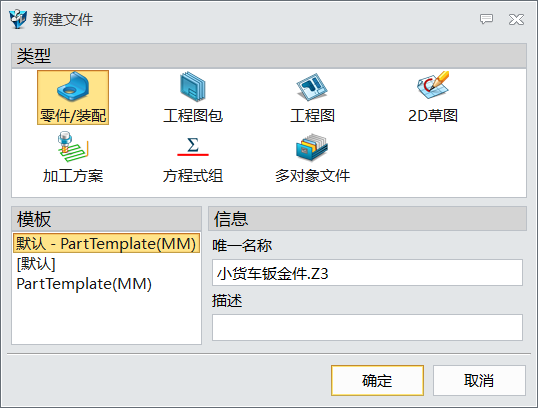 新建文件
类型
零件/装配
工程图包
工程图
2D草图
加工方案
方程式组
多对象文件
模板
默认 - PartTemplate(MM)
[默认]
PartTemplate(MM)
信息
唯一名称
小货车钣金件.Z3
描述
确定
取消